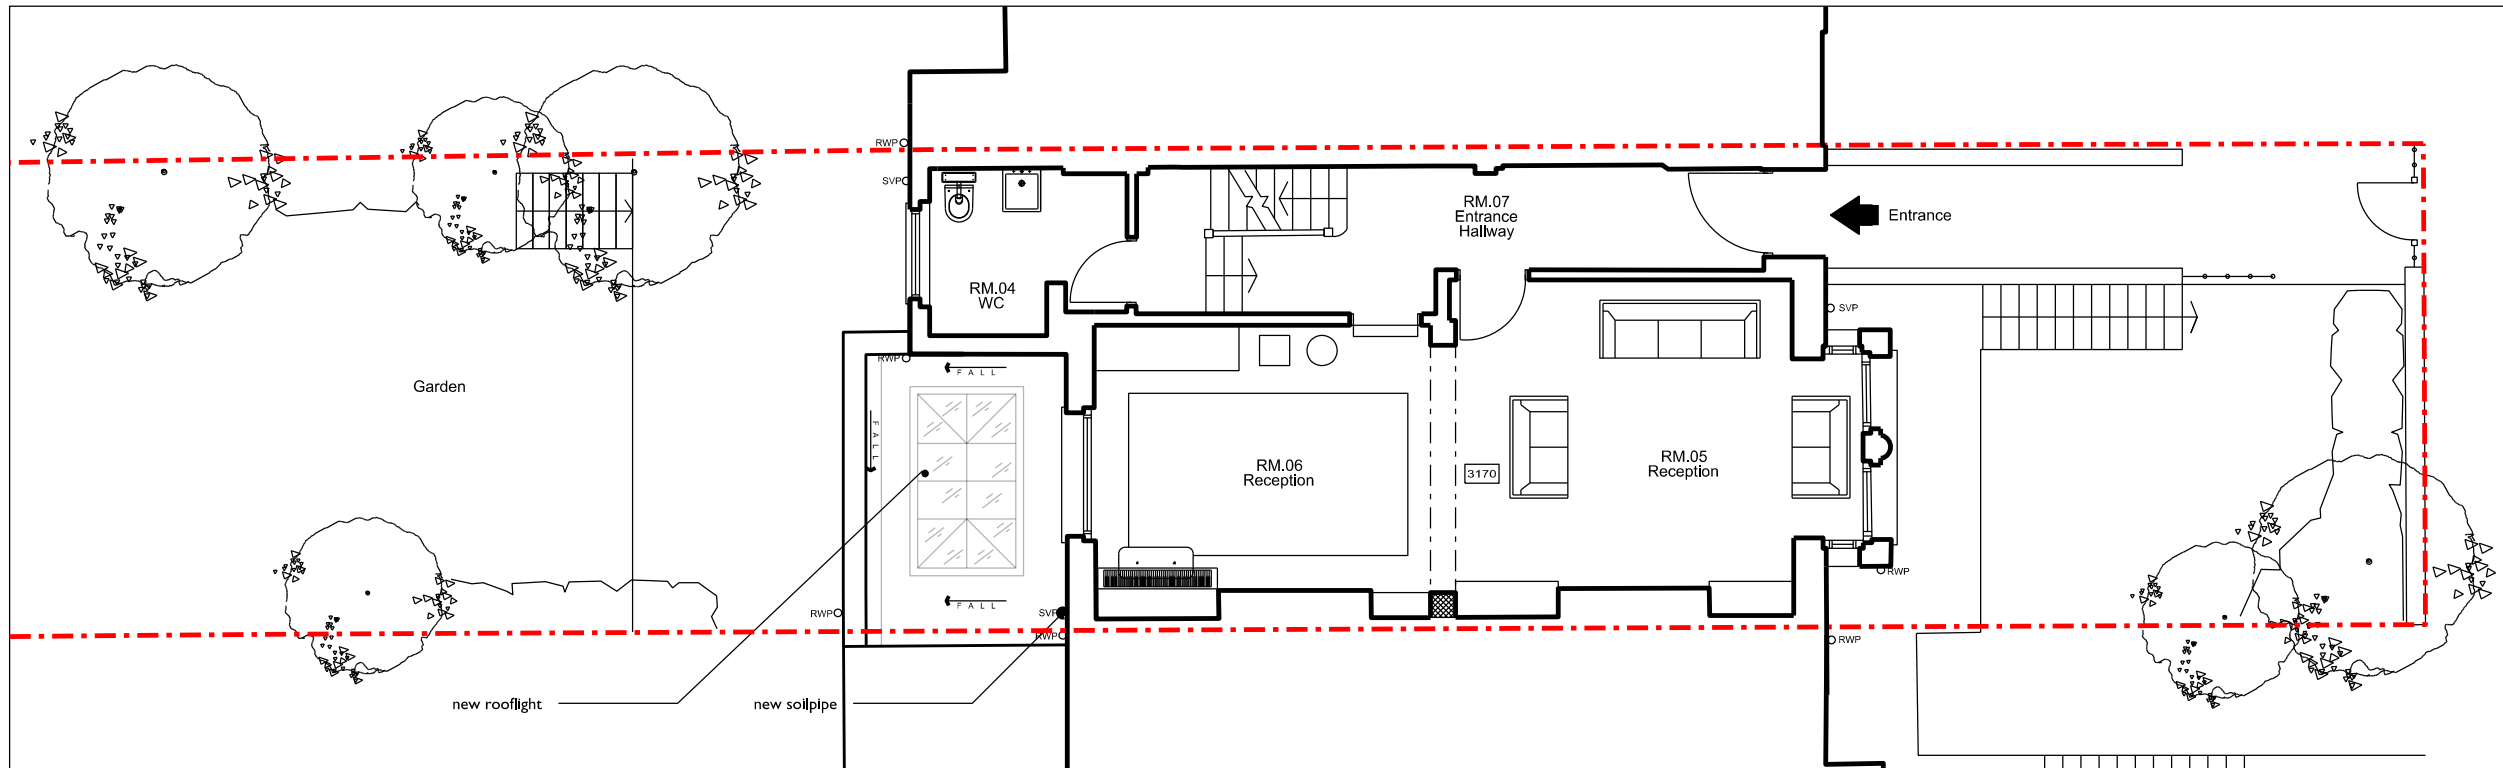 RWP
SVP
RM.07
Entrance
Hallway
Entrance
RM.04
WC
SVP
RWP
FALL
Garden
FALL
RM.06
Reception
3170
RM.05
Reception
RWP
FALL
RWP
SVP
RWP
RWP
new rooflight
new soilpipe